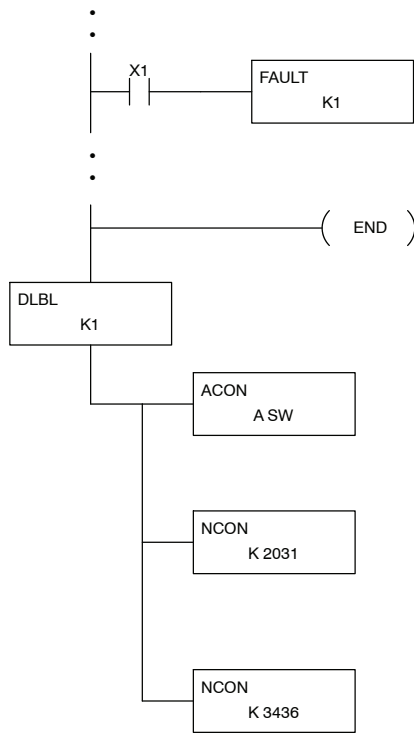 X1
FAULT
K1
END
DLBL
K1
ACON
A SW
NCON
K 2031
NCON
K 3436